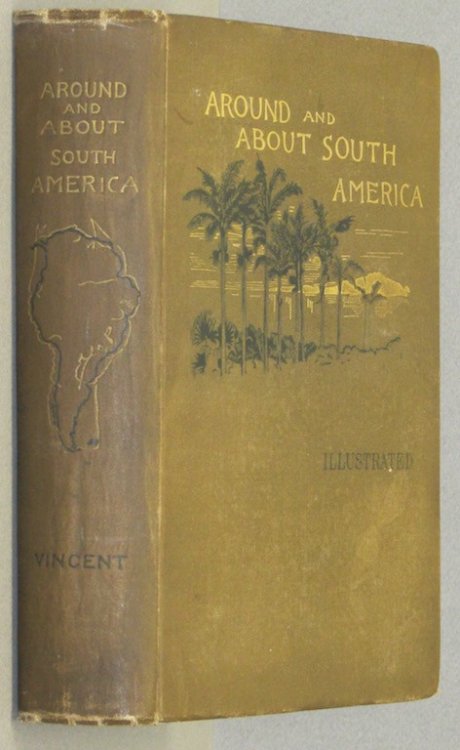 AROUND
AND
ABOUT
SOUTH
AMERICA
VINCENT
AROUND AND
ABOUT SOUTH
AMERICA
ILLUSTRATED